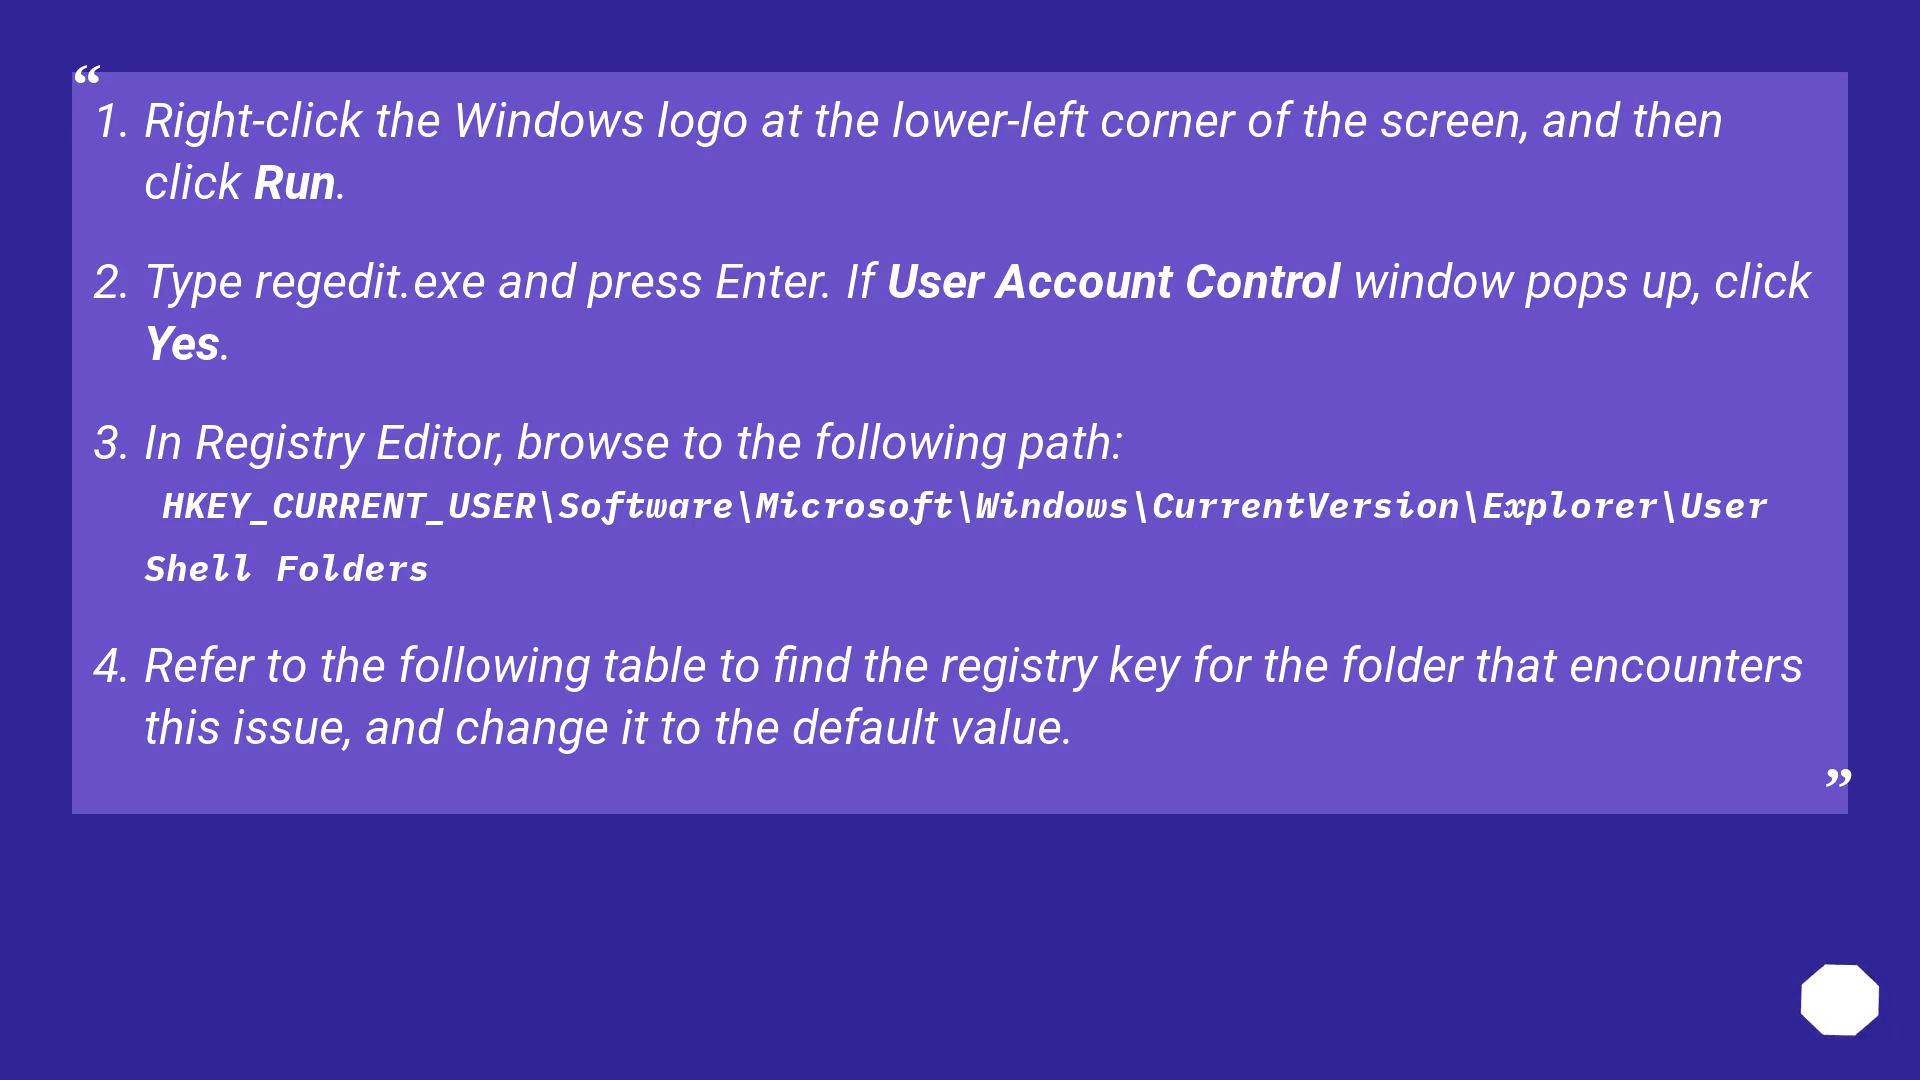 “
1. Right-click the Windows logo at the lower-left corner of the screen, and then
click Run.
2. Type regedit.exe and press Enter. If User Account Control window pops up, click
Yes.
3. In Registry Editor, browse to the following path:
HKEY_CURRENT_USER\Software\Microsoft\Windows\CurrentVersion\Explorer\User
Shell Folders
4. Refer to the following table to find the registry key for the folder that encounters
this issue, and change it to the default value.
”